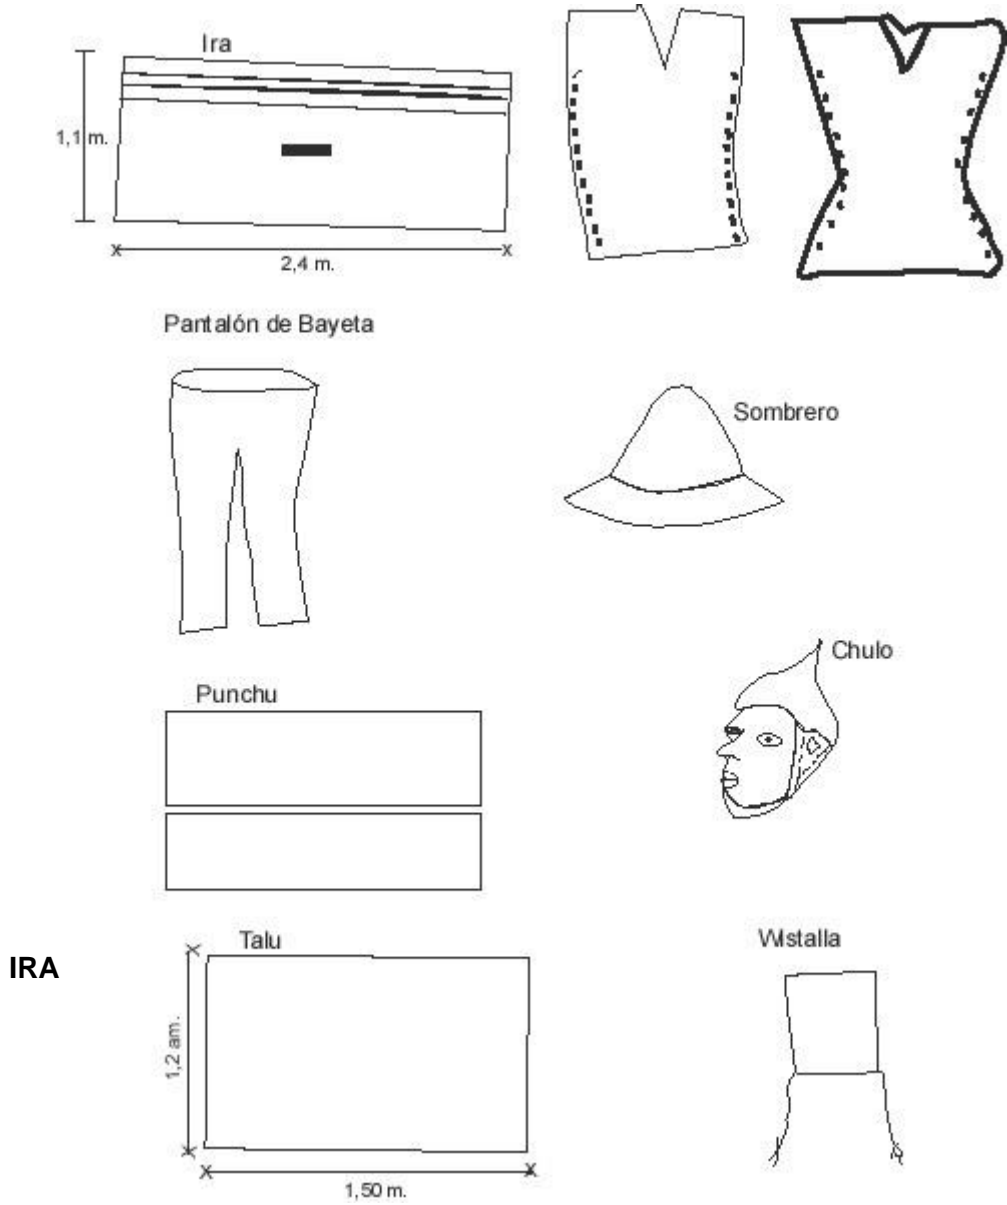 Ira
1,1 m.
2,4 m.
Pantalón de Bayeta
Sombrero
Chulo
Punchu
IRA
Talu
Wistalla
1,2 am.
1,50 m.